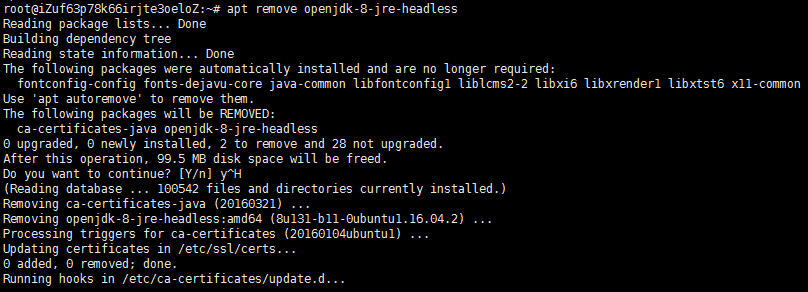 root@iZuf63p78k66irjte3oeloZ:~# apt remove openjdk-8-jre-headless
Reading package lists... Done
Building dependency tree
Reading state information... Done
The following packages were automatically installed and are no longer required:
  fontconfig-config fonts-dejavu-core java-common libfontconfig1 liblcms2-2 libxi6 libxrender1 libxtst6 x11-common
Use 'apt autoremove' to remove them.
The following packages will be REMOVED:
  ca-certificates-java openjdk-8-jre-headless
0 upgraded, 0 newly installed, 2 to remove and 28 not upgraded.
After this operation, 99.5 MB disk space will be freed.
Do you want to continue? [Y/n] y^H
(Reading database ... 100542 files and directories currently installed.)
Removing ca-certificates-java (20160321) ...
Removing openjdk-8-jre-headless:amd64 (8u131-b11-0ubuntu1.16.04.2) ...
Processing triggers for ca-certificates (20160104ubuntu1) ...
Updating certificates in /etc/ssl/certs...
0 added, 0 removed; done.
Running hooks in /etc/ca-certificates/update.d...